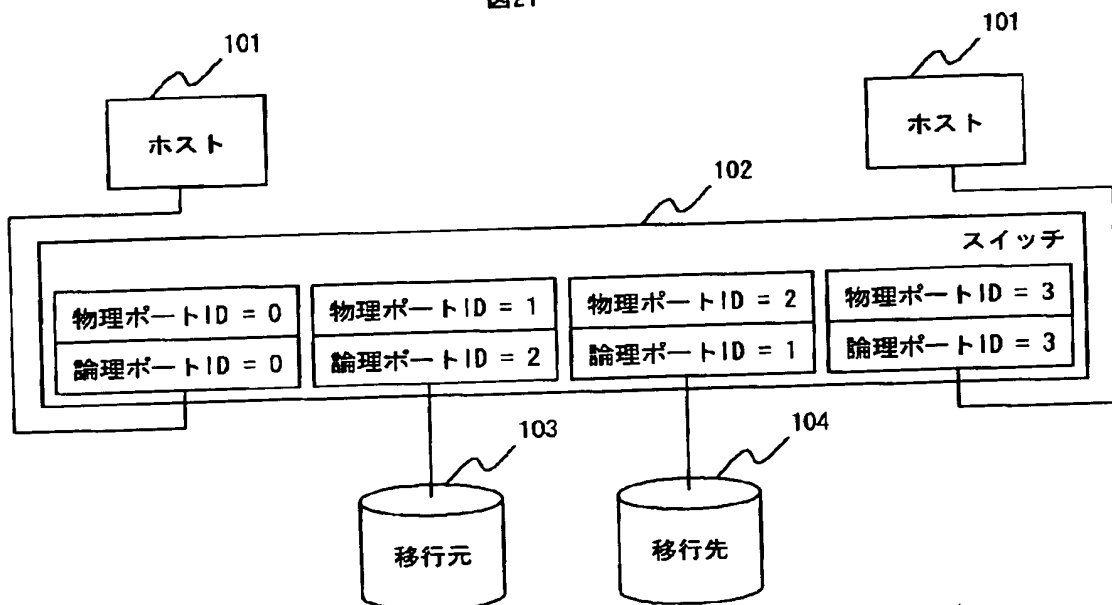 図21
101
101
ホスト
ホスト
102
スイッチ
物理ポートID = 0
物理ポートID = 1
物理ポートID = 2
物理ポートID = 3
論理ポートID = 0
論理ポートID = 2
論理ポートID = 1
論理ポートID = 3
103
104
移行元
移行先